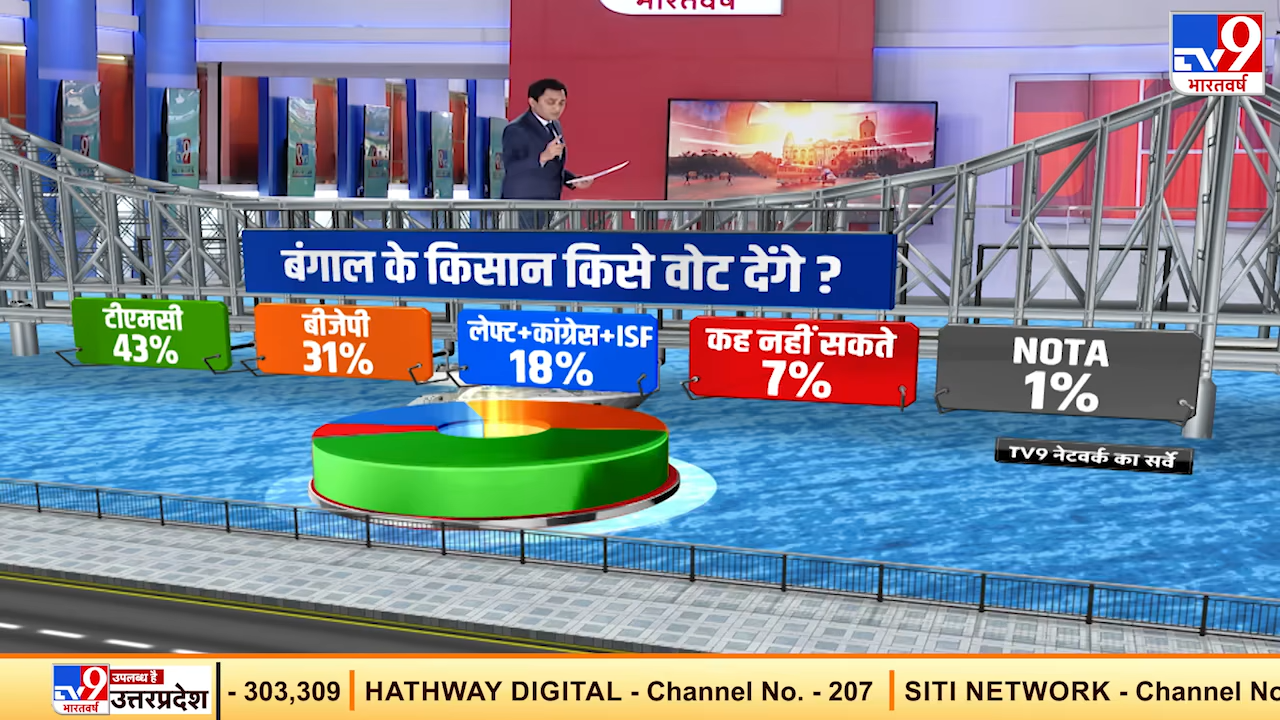 भारतवर्ष
TV9
भारतवर्ष
बंगाल के किसान किसे वोट देंगे ?
टीएमसी
43%
बीजेपी
31%
लेफ्ट+कांग्रेस+ISF
18%
कह नहीं सकते
7%
NOTA
1%
TV9 नेटवर्क का सर्वे
TV9
भारतवर्ष
उपलब्ध है
उत्तरप्रदेश
- 303,309 | HATHWAY DIGITAL - Channel No. - 207 | SITI NETWORK - Channel No